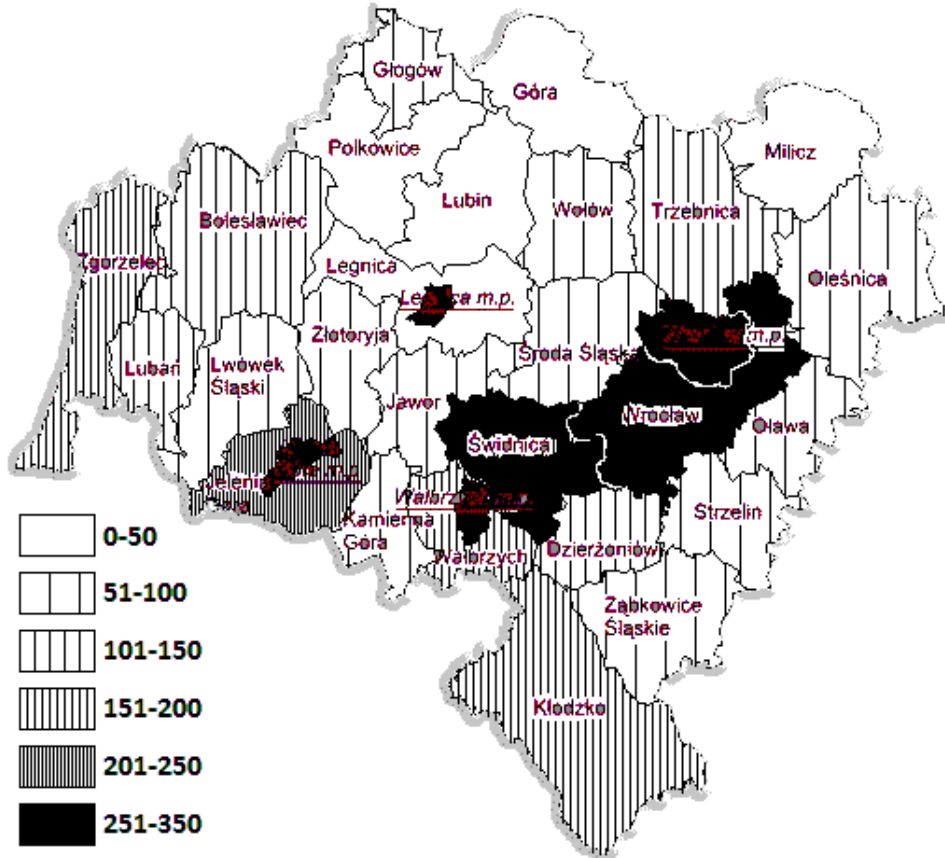 Głogów
Góra
Polkowice
Milicz
Lubin
Wołów
Trzebnica
Bolesławiec
Zgorzelec
Legnica
Oleśnica
m.p.
Złotoryja
m.p.
Lubań
Lwówek
Śląski
Środa Śląska
Jawor
Wrocław
Oława
Świdnica
Jelenia
m.p.
Wałbrzych m.p.
Strzelin
Kamienna
Góra
Wałbrzych
Dzierżoniów
Ząbkowice
Śląskie
Kłodzko
0-50
51-100
101-150
151-200
201-250
251-350